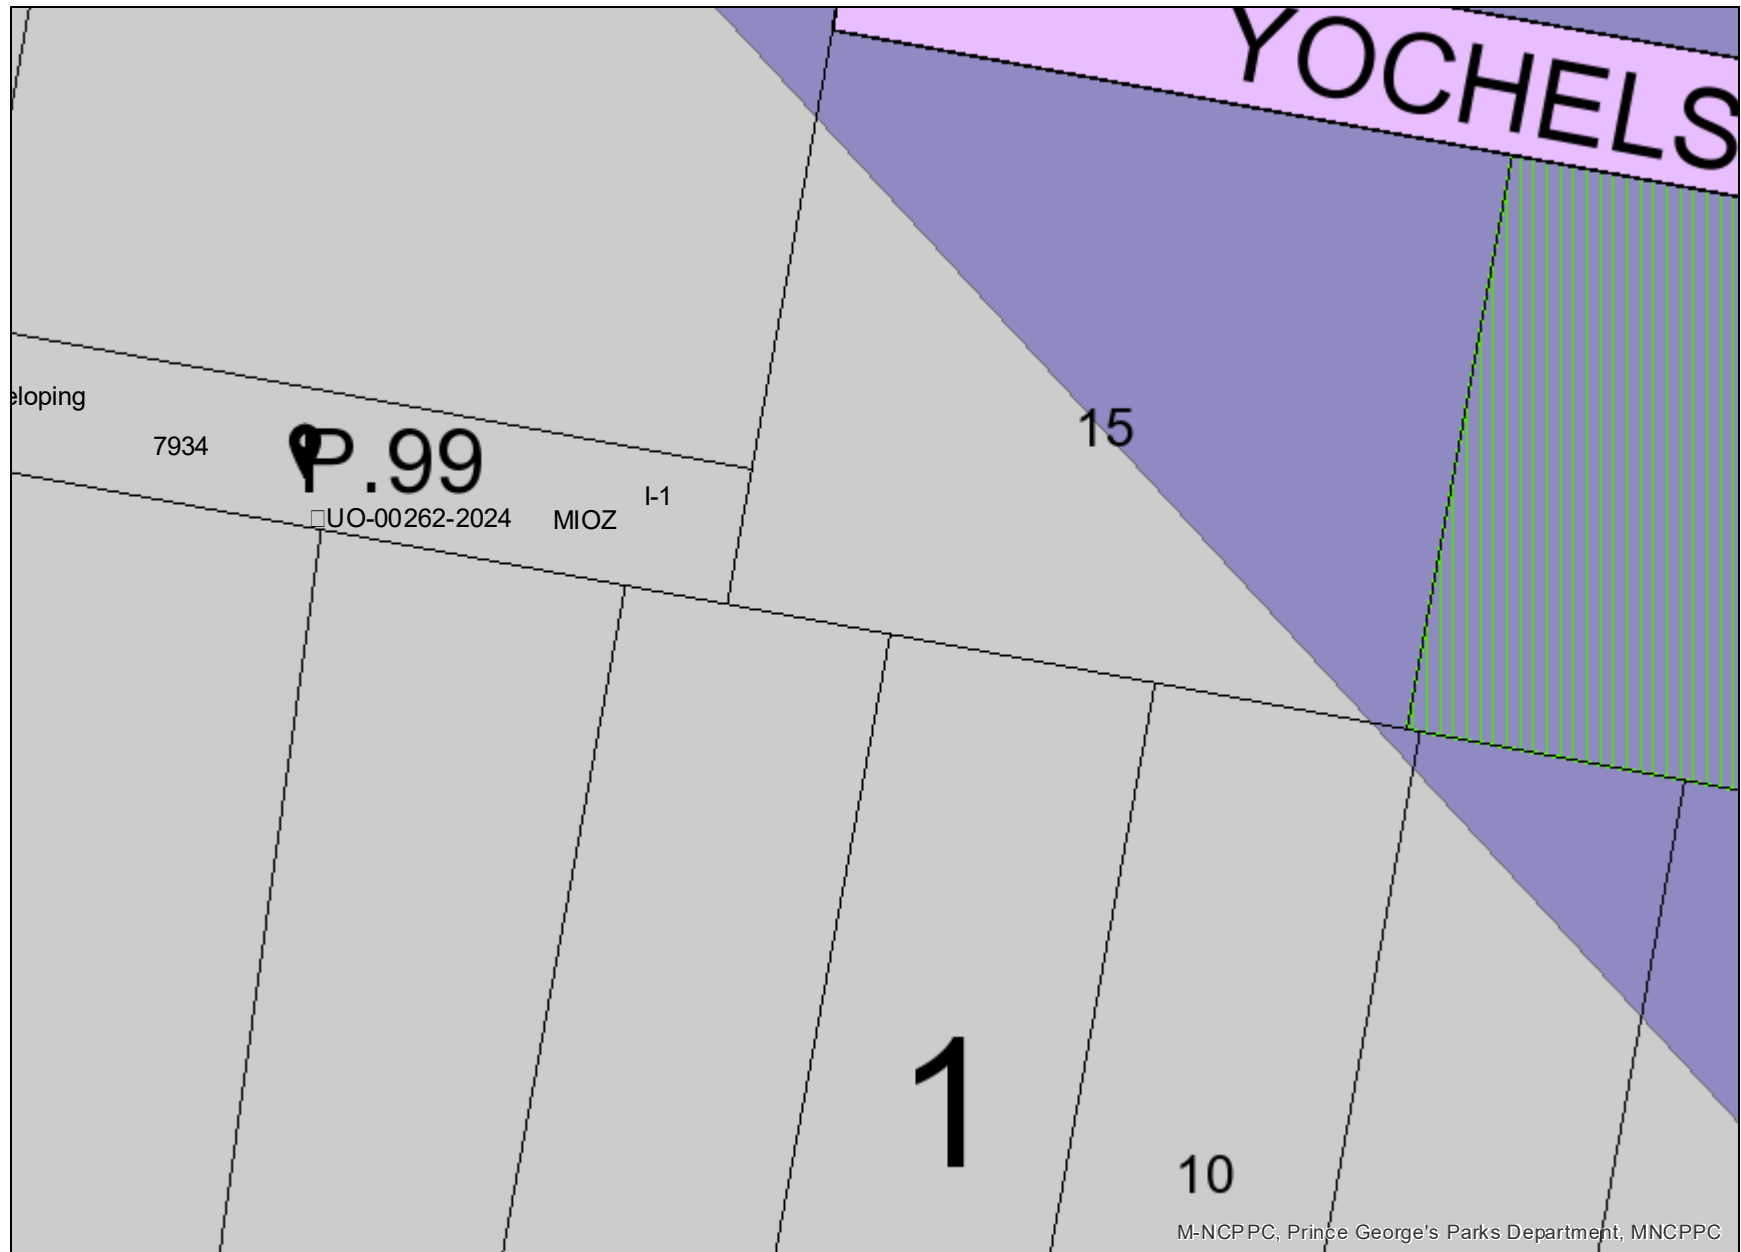 YOCHELS
eloping
15
7934
P.99
I-1
UO-00262-2024
MIOZ
1
10
M-NCPPC, Prince George's Parks Department, MNCPPC